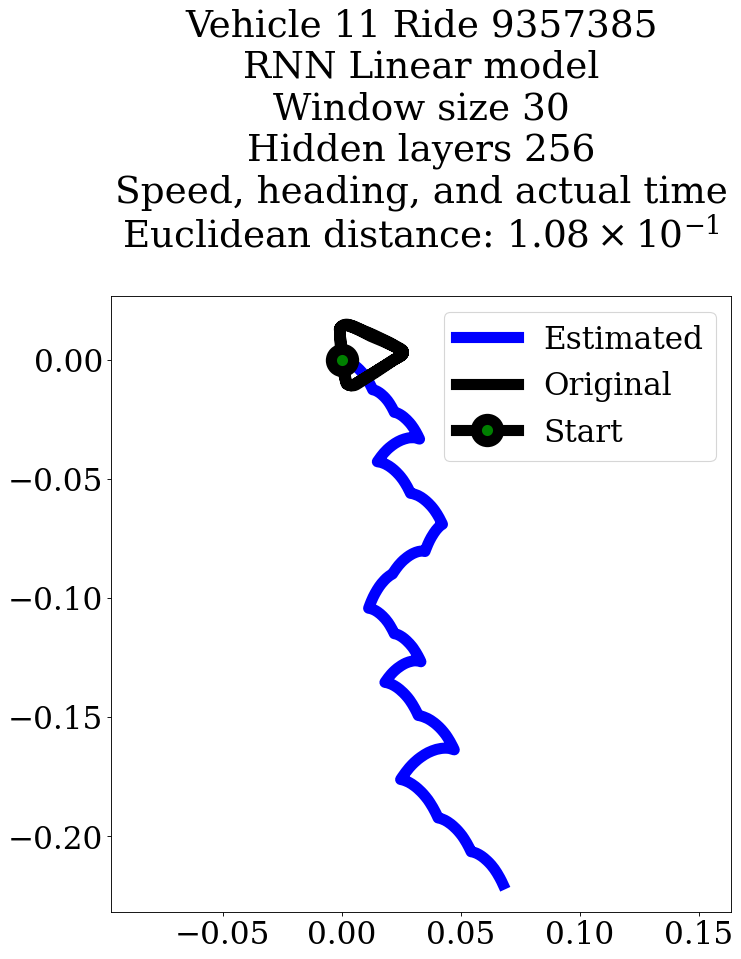 Vehicle 11 Ride 9357385
RNN Linear model
Window size 30
Hidden layers 256
Speed, heading, and actual time
Euclidean distance: 1.08 × 10⁻¹
Estimated
Original
Start
0.00
−0.05
−0.10
−0.15
−0.20
−0.05 0.00 0.05 0.10 0.15